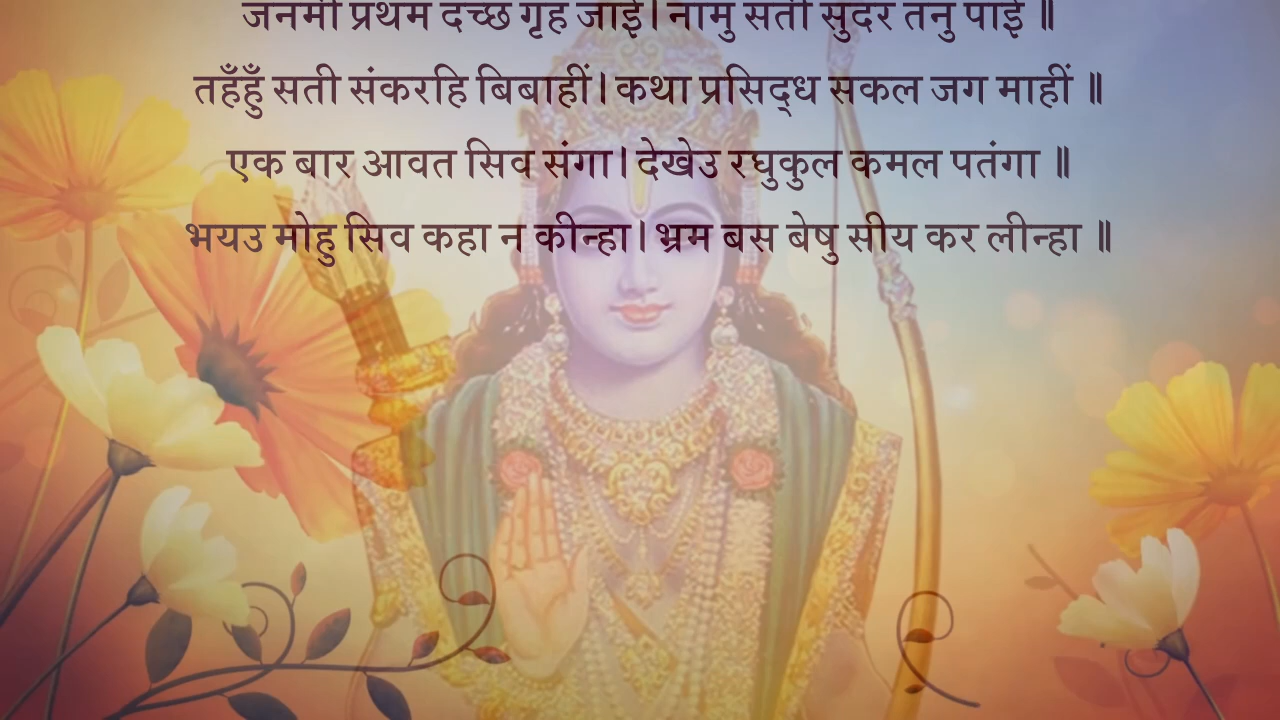 जनमीं प्रथम दच्छ गृह जाई। नामु सती सुंदर तनु पाई ॥
तहँहुँ सती संकरहि बिबाहीं। कथा प्रसिद्ध सकल जग माहीं ॥
एक बार आवत सिव संगा। देखेउ रघुकुल कमल पतंगा ॥
भयउ मोहु सिव कहा न कीन्हा। भ्रम बस बेषु सीय कर लीन्हा ॥